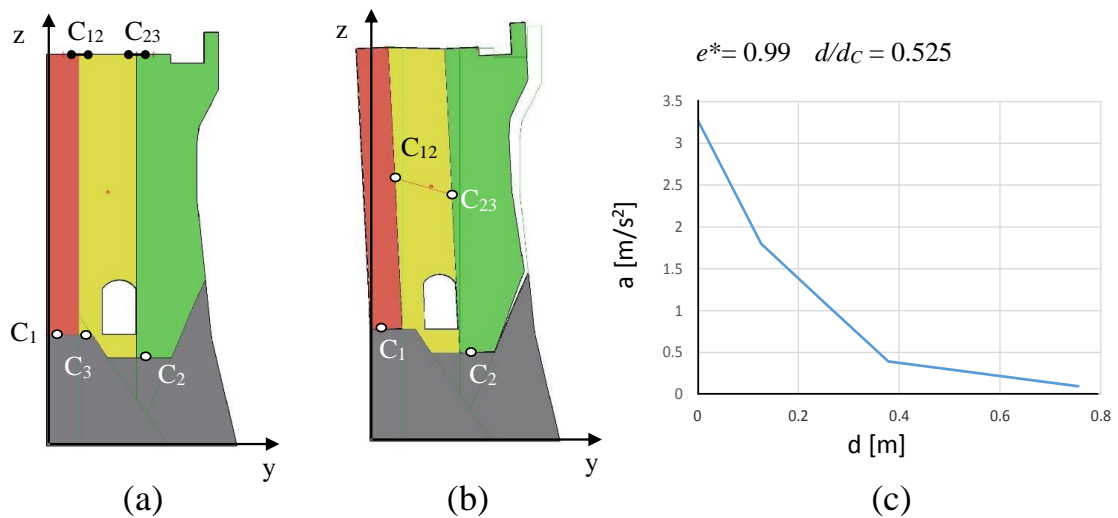 z
C12
C23
C1
C3
C2
y
(a)
z
C12
C23
C1
C2
y
(b)
e*= 0.99 d/dC = 0.525
3.5
3
2.5
2
1.5
1
0.5
0
a [m/s²]
0 0.2 0.4 0.6 0.8
d [m]
(c)